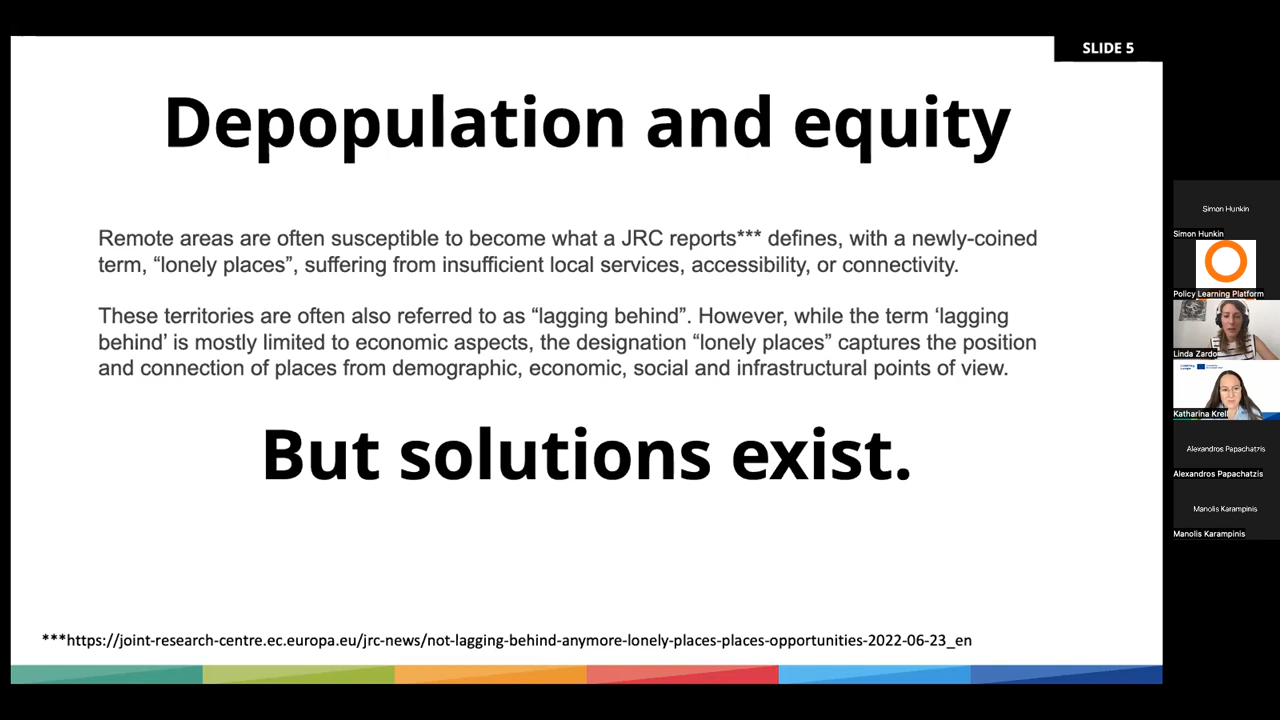 SLIDE 5
Depopulation and equity
Remote areas are often susceptible to become what a JRC reports*** defines, with a newly-coined
term, “lonely places”, suffering from insufficient local services, accessibility, or connectivity.
These territories are often also referred to as “lagging behind”. However, while the term ‘lagging
behind’ is mostly limited to economic aspects, the designation “lonely places” captures the position
and connection of places from demographic, economic, social and infrastructural points of view.
But solutions exist.
***https://joint-research-centre.ec.europa.eu/jrc-news/not-lagging-behind-anymore-lonely-places-places-opportunities-2022-06-23_en
Simon Hunkin
Simon Hunkin
Policy Learning Platform
Linda Zardo
Katharina Krell
Alexandros Papachatzis
Alexandros Papachatzis
Manolis Karampinis
Manolis Karampinis